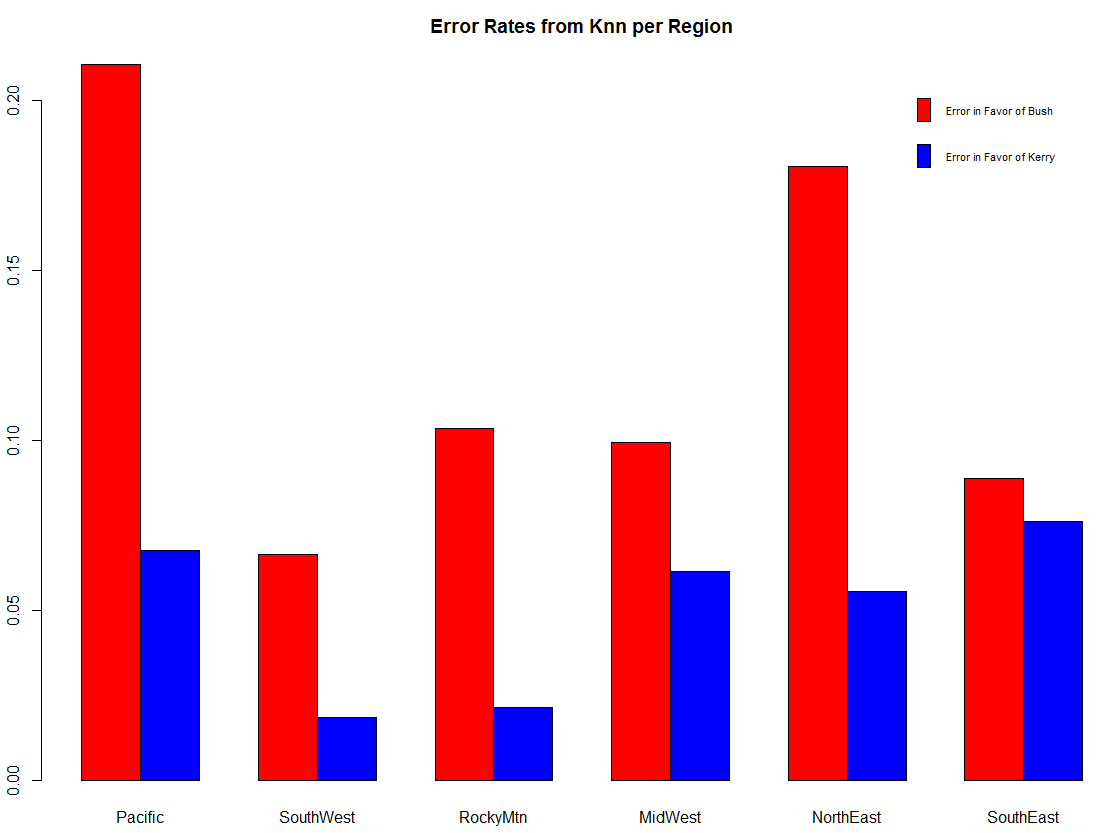 Error Rates from Knn per Region
0.20
0.15
0.10
0.05
0.00
Error in Favor of Bush
Error in Favor of Kerry
Pacific
SouthWest
RockyMtn
MidWest
NorthEast
SouthEast